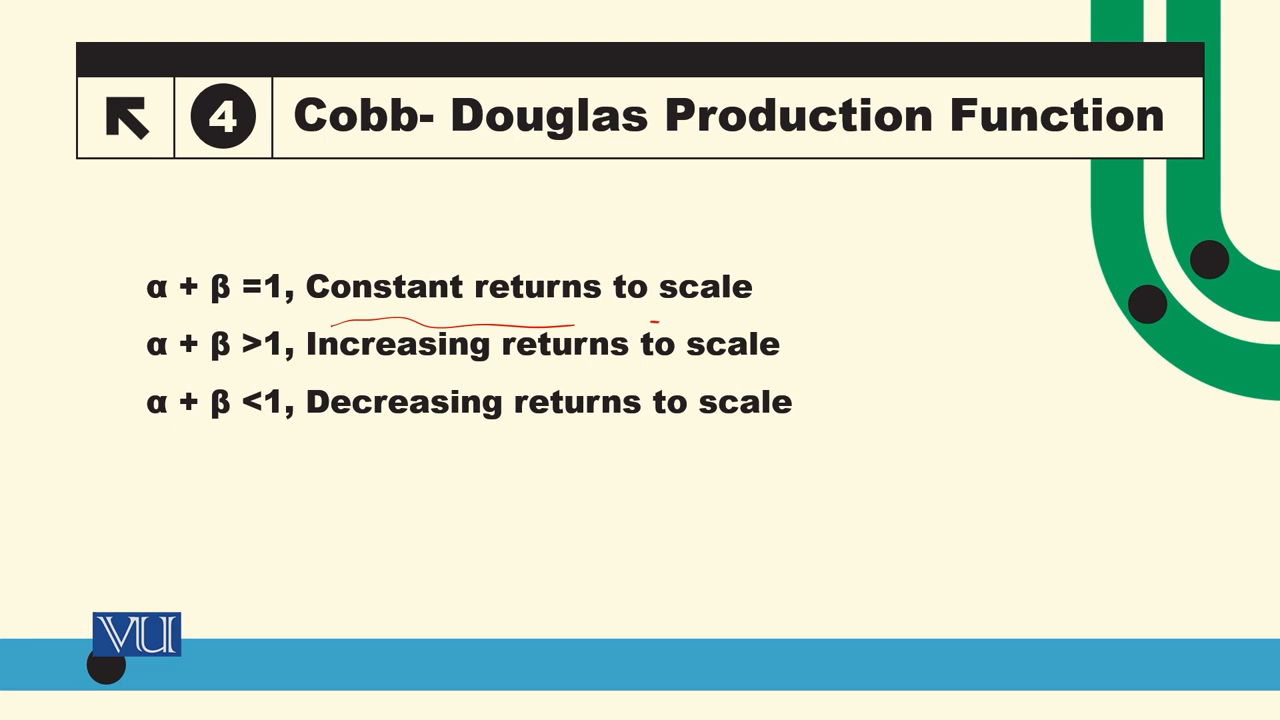 4 Cobb- Douglas Production Function
α + β =1, Constant returns to scale
α + β >1, Increasing returns to scale
α + β <1, Decreasing returns to scale
VU